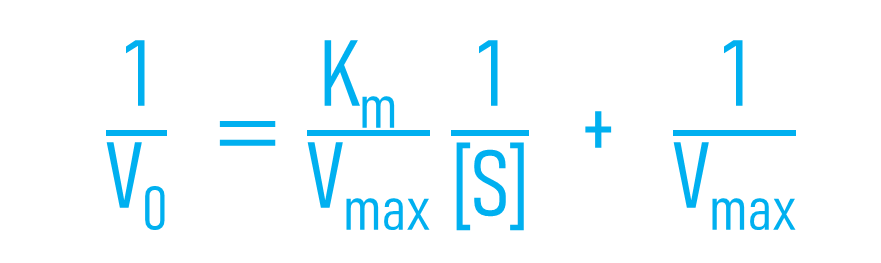 1/V₀ = Kₘ/Vₘₐₓ 1/[S] + 1/Vₘₐₓ